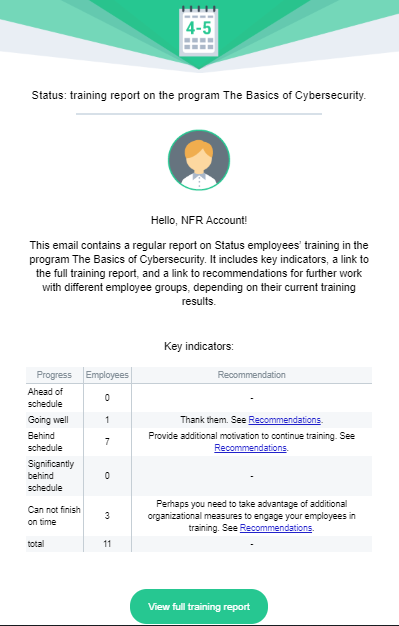 4-5
Status: training report on the program The Basics of Cybersecurity.
Hello, NFR Account!
This email contains a regular report on Status employees' training in the
program The Basics of Cybersecurity. It includes key indicators, a link to
the full training report, and a link to recommendations for further work
with different employee groups, depending on their current training
results.
Key indicators:
Progress Employees Recommendation
Ahead of
schedule
0 -
Going well 1 Thank them. See Recommendations.
Behind
schedule
7 Provide additional motivation to continue training. See
Recommendations.
Significantly
behind
schedule
0 -
Can not finish
on time
3 Perhaps you need to take advantage of additional
organizational measures to engage your employees in
training. See Recommendations.
total 11 -
View full training report